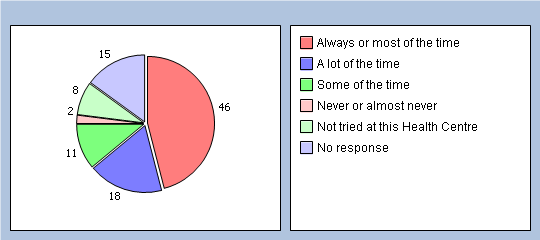 15
8
2
11
18
46
Always or most of the time
A lot of the time
Some of the time
Never or almost never
Not tried at this Health Centre
No response